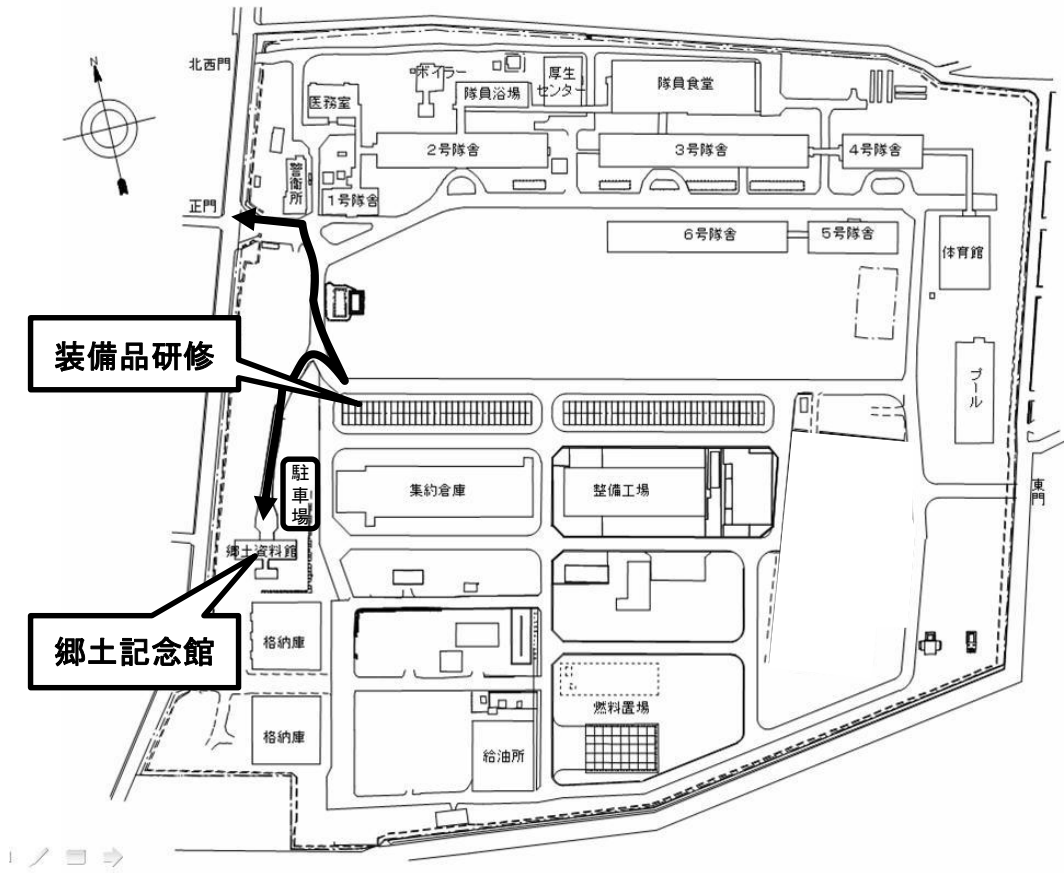 N
北西門
ボイラー
厚生
センター
隊員浴場
隊員食堂
医務室
2号隊舎
3号隊舎
4号隊舎
警衛所
1号隊舎
正門
6号隊舎
5号隊舎
体育館
装備品研修
プール
駐車場
集約倉庫
整備工場
東門
郷土資料館
郷土記念館
格納庫
燃料置場
格納庫
給油所